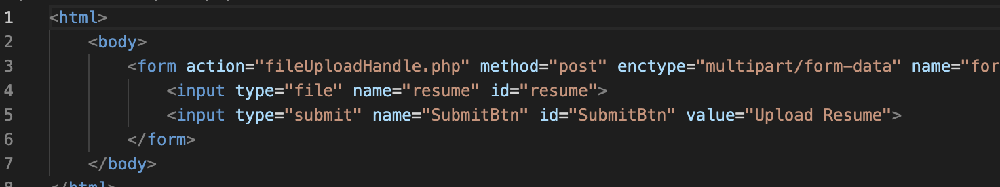 1 <html>
2 <body>
3 <form action="fileUploadHandle.php" method="post" enctype="multipart/form-data" name="for
4 <input type="file" name="resume" id="resume">
5 <input type="submit" name="SubmitBtn" id="SubmitBtn" value="Upload Resume">
6 </form>
7 </body>
8 </html>